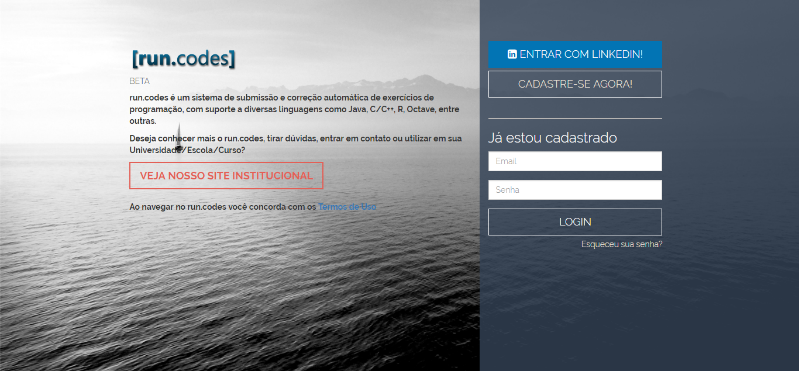 [run.codes]
BETA
run.codes é um sistema de submissão e correção automática de exercícios de
programação, com suporte a diversas linguagens como Java, C/C++, R, Octave, entre
outras.
Deseja conhecer mais o run.codes, tirar dúvidas, entrar em contato ou utilizar em sua
Universidade/Escola/Curso?
VEJA NOSSO SITE INSTITUCIONAL
Ao navegar no run.codes você concorda com os Termos de Uso
ENTRAR COM LINKEDIN!
CADASTRE-SE AGORA!
Já estou cadastrado
Email
Senha
LOGIN
Esqueceu sua senha?